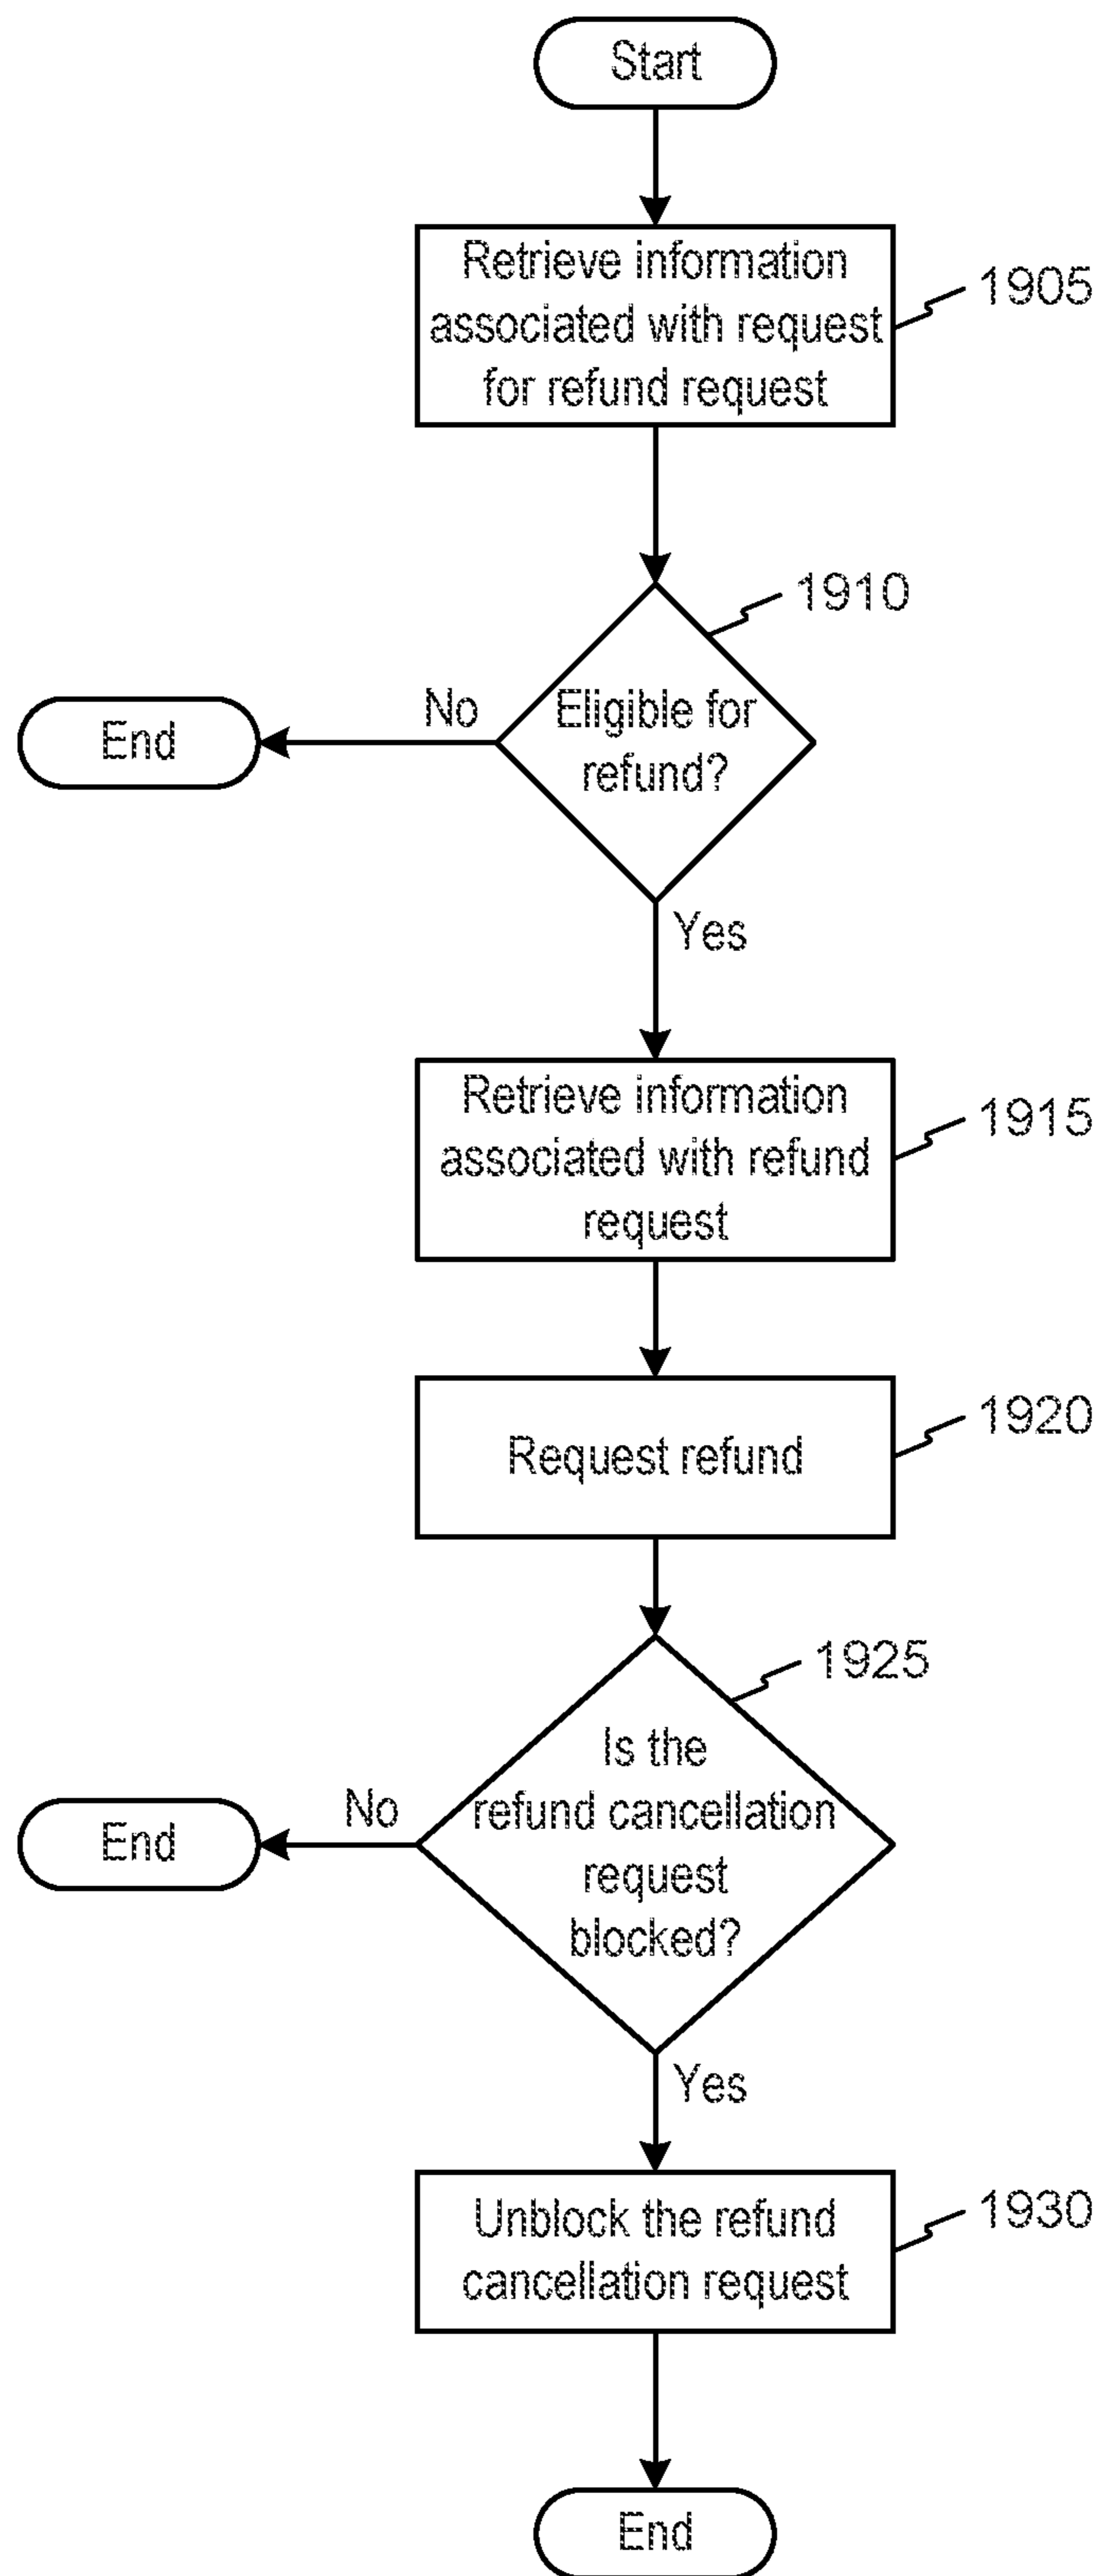 Start
Retrieve information
associated with request
for refund request
1905
1910
Eligible for
refund?
No
End
Yes
Retrieve information
associated with refund
request
1915
Request refund
1920
1925
Is the
refund cancellation
request
blocked?
No
End
Yes
Unblock the refund
cancellation request
1930
End